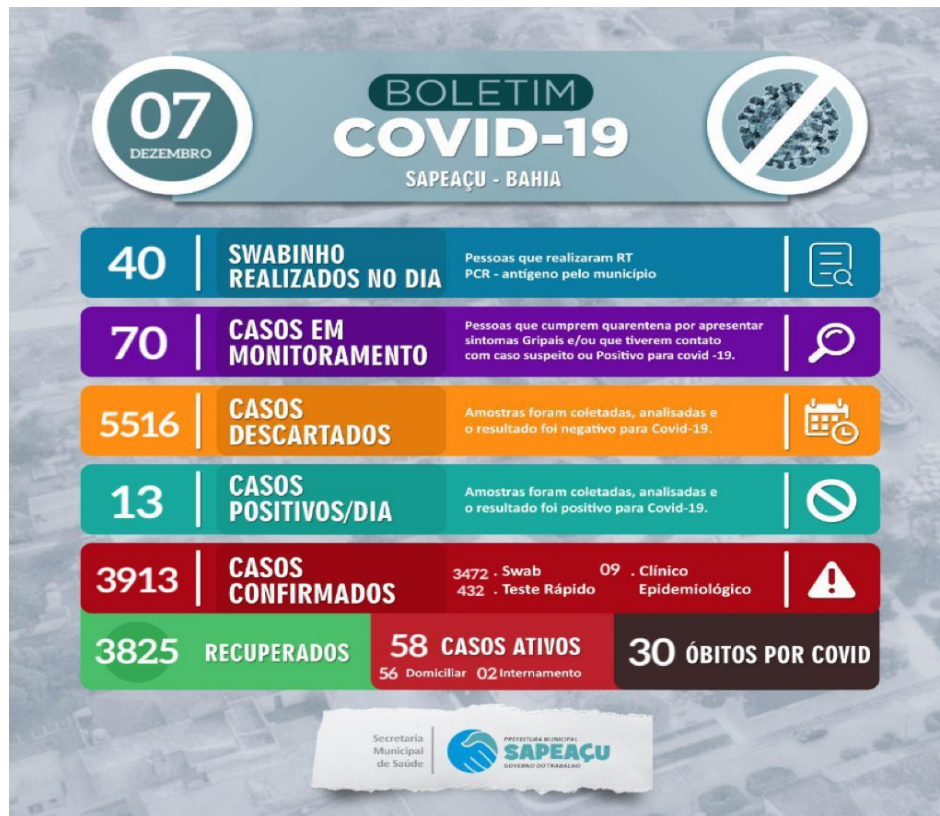 07
DEZEMBRO
BOLETIM
COVID-19
SAPEAÇU - BAHIA
40
SWABINHO
REALIZADOS NO DIA
Pessoas que realizaram RT
PCR - antígeno pelo município
70
CASOS EM
MONITORAMENTO
Pessoas que cumprem quarentena por apresentar
sintomas Gripais e/ou que tiverem contato
com caso suspeito ou Positivo para covid -19.
5516
CASOS
DESCARTADOS
Amostras foram coletadas, analisadas e
o resultado foi negativo para Covid-19.
13
CASOS
POSITIVOS/DIA
Amostras foram coletadas, analisadas e
o resultado foi positivo para Covid-19.
3913
CASOS
CONFIRMADOS
3472 . Swab
432 . Teste Rápido
09 . Clínico
Epidemiológico
3825 RECUPERADOS
58 CASOS ATIVOS
56 Domiciliar 02 Internamento
30 ÓBITOS POR COVID
Secretaria
Municipal
de Saúde
PREFEITURA MUNICIPAL
SAPEAÇU
GOVERNO DO TRABALHO